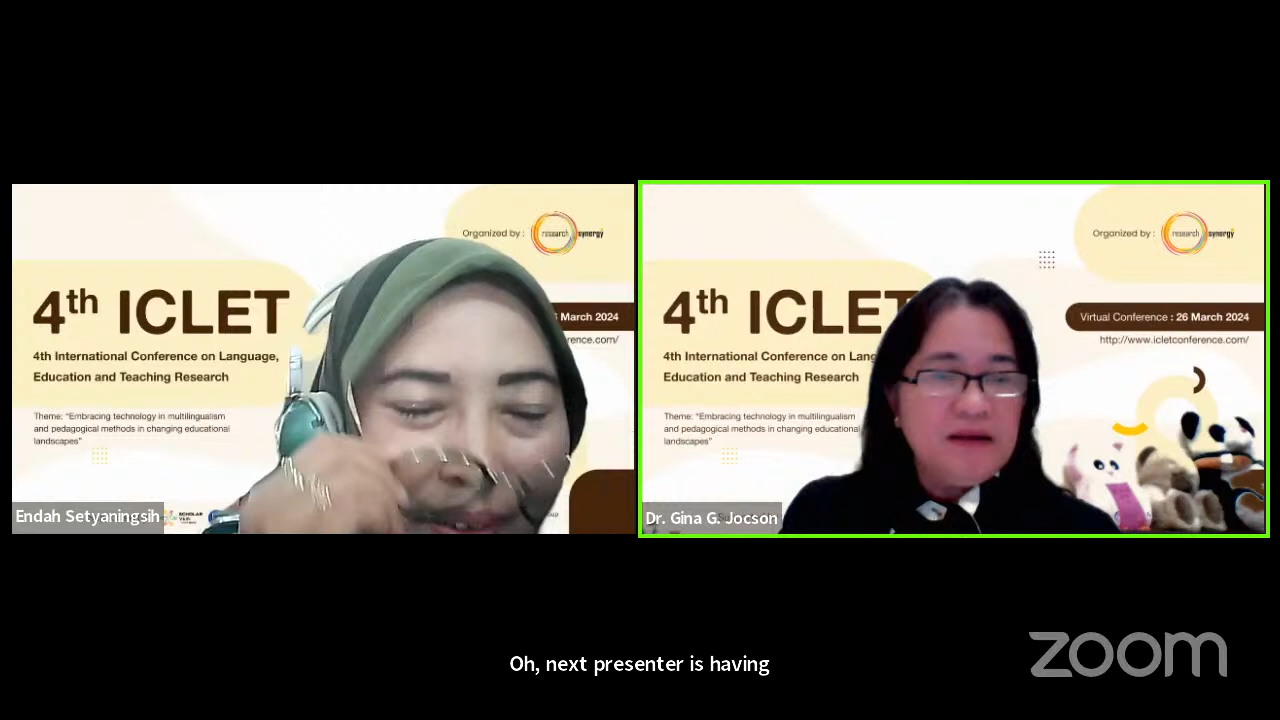 Organized by :
research synergy
4th ICLET
March 2024
4th International Conference on Language,
Education and Teaching Research
Theme: "Embracing technology in multilingualism
and pedagogical methods in changing educational
landscapes"
Endah Setyaningsih
SCHOLAR
Organized by :
research synergy
4th ICLET
Virtual Conference : 26 March 2024
http://www.icletconference.com/
4th International Conference on Lang
Education and Teaching Research
Theme: "Embracing technology in multilingualism
and pedagogical methods in changing educational
landscapes"
Dr. Gina G. Jocson
Oh, next presenter is having
zoom